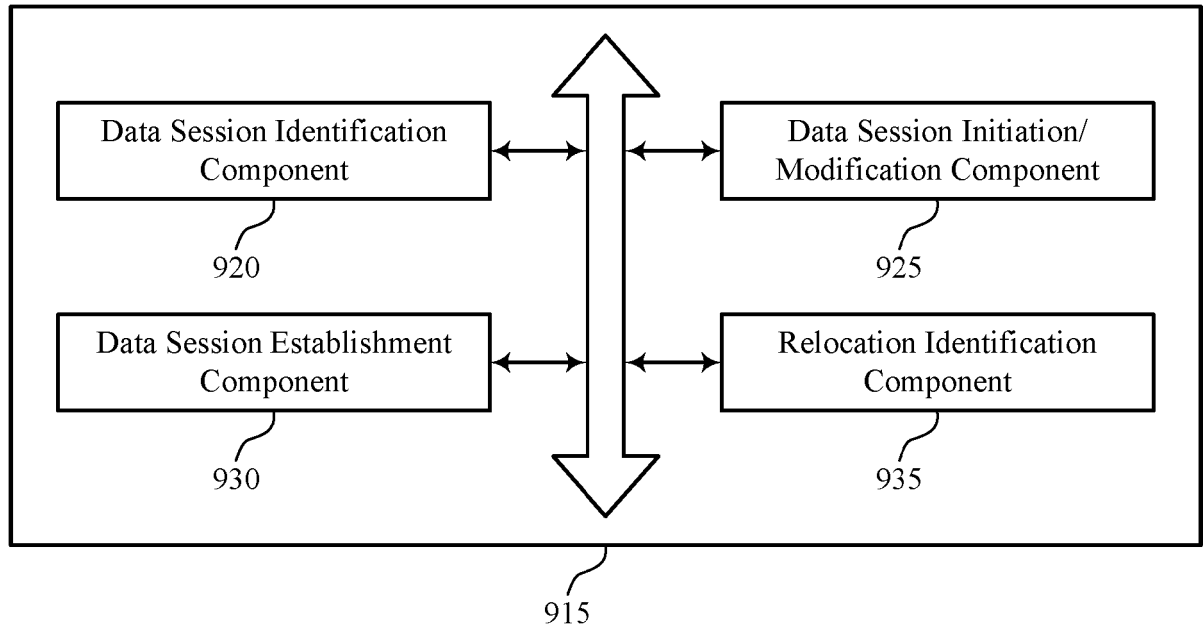 Data Session Identification
Component
920
Data Session Initiation/
Modification Component
925
Data Session Establishment
Component
930
Relocation Identification
Component
935
915